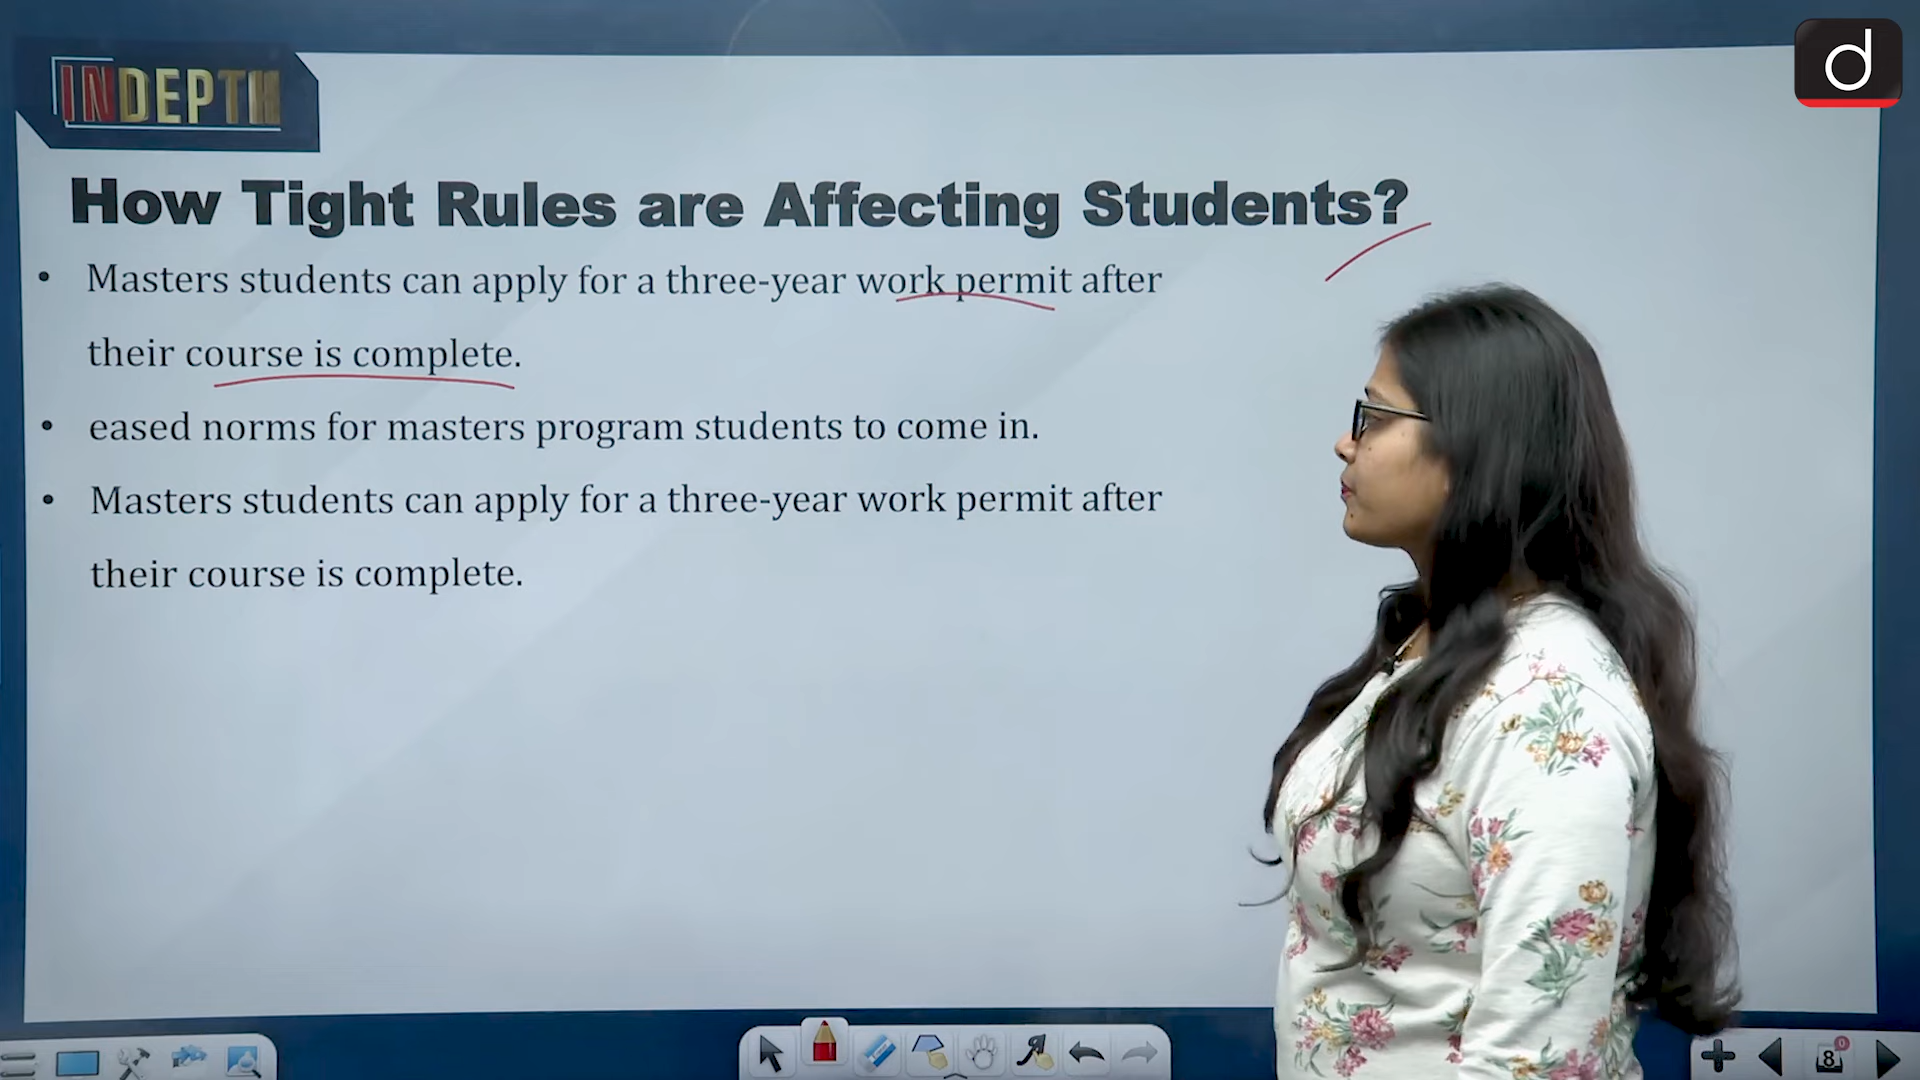 INDEPTH
d
How Tight Rules are Affecting Students?
• Masters students can apply for a three-year work permit after
their course is complete.
• eased norms for masters program students to come in.
• Masters students can apply for a three-year work permit after
their course is complete.
8
0